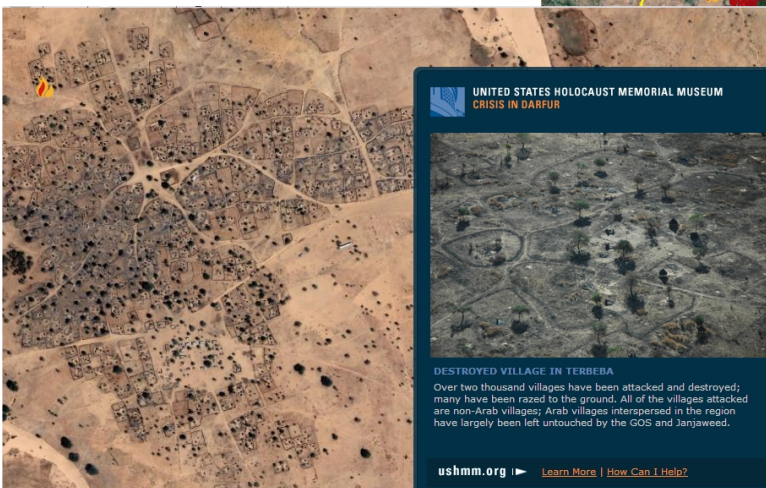 UNITED STATES HOLOCAUST MEMORIAL MUSEUM
CRISIS IN DARFUR
DESTROYED VILLAGE IN TERBEBA
Over two thousand villages have been attacked and destroyed;
many have been razed to the ground. All of the villages attacked
are non-Arab villages; Arab villages interspersed in the region
have largely been left untouched by the GOS and Janjaweed.
ushmm.org Learn More | How Can I Help?